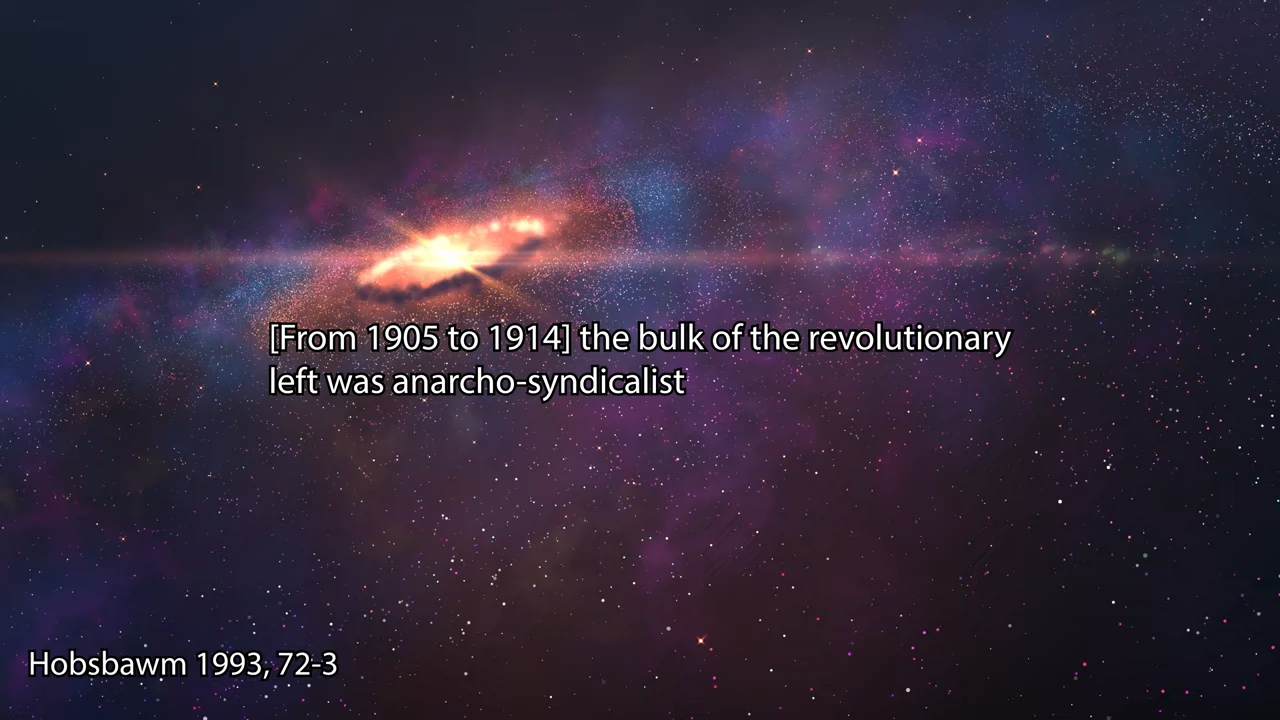 [From 1905 to 1914] the bulk of the revolutionary
left was anarcho-syndicalist
Hobsbawm 1993, 72-3